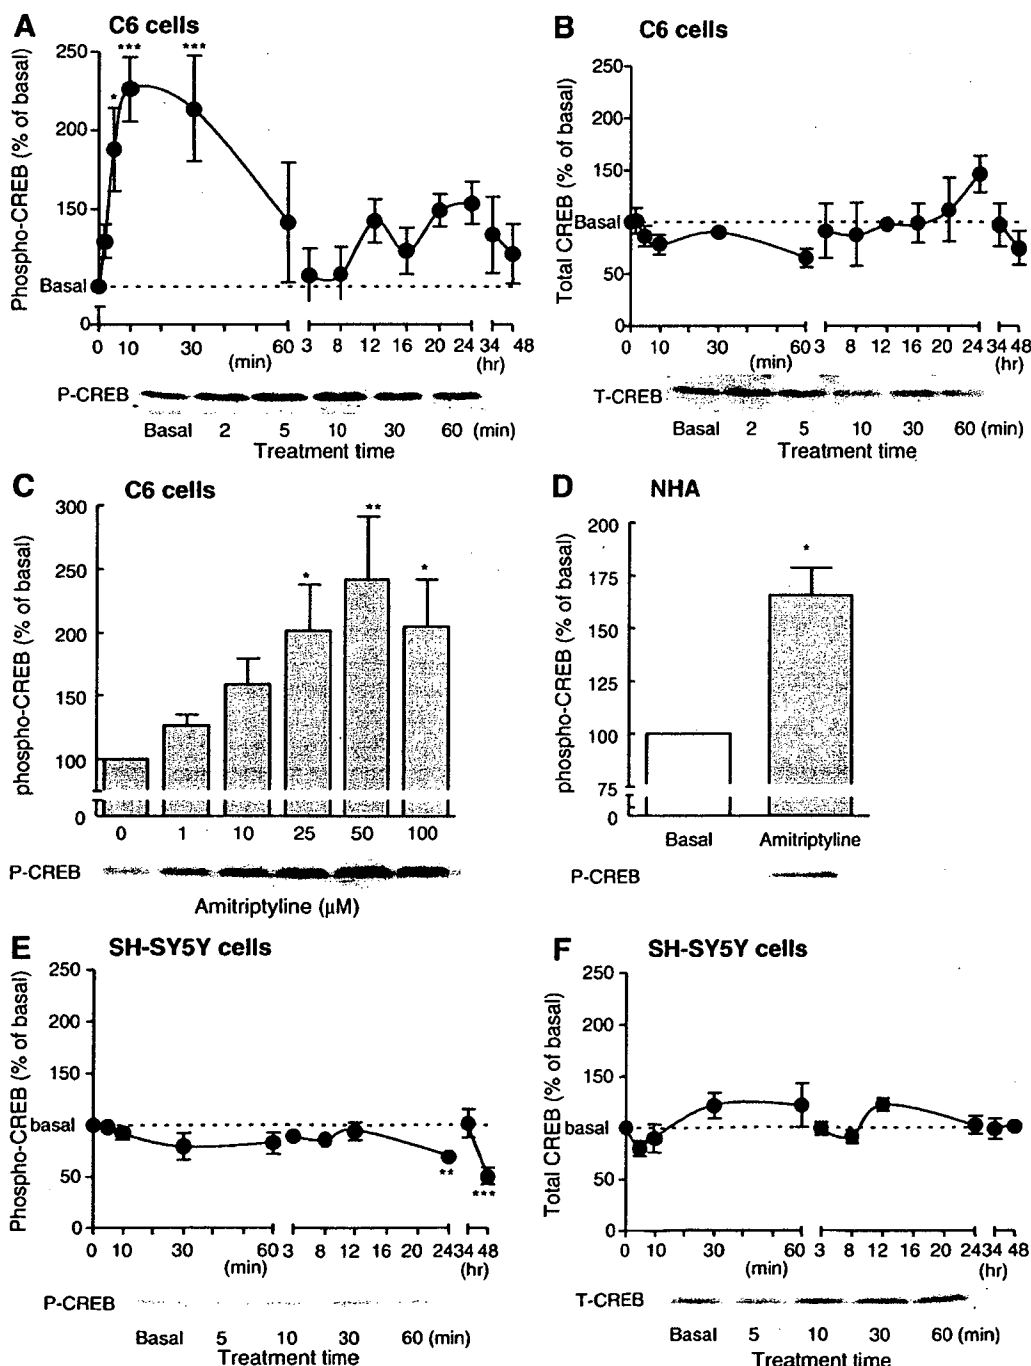 A C6 cells
Phospho-CREB (% of basal)
250
200
150
Basal
0
* *** ***
0 10 30 60 3 8 12 16 20 24 34 48
(min) (hr)
P-CREB
Basal 2 5 10 30 60 (min)
Treatment time
B C6 cells
Total CREB (% of basal)
250
200
150
Basal
50
0
0 10 30 60 3 8 12 16 20 24 34 48
(min) (hr)
T-CREB
Basal 2 5 10 30 60 (min)
Treatment time
C C6 cells
phospho-CREB (% of basal)
300
250
200
150
100
0
* ** *
0 1 10 25 50 100
P-CREB
Amitriptyline (μM)
D NHA
phospho-CREB (% of basal)
200
175
150
125
100
75
0
*
Basal Amitriptyline
P-CREB
E SH-SY5Y cells
Phospho-CREB (% of basal)
250
200
150
basal
50
0
** ***
0 10 30 60 3 8 12 16 20 24 34 48
(min) (hr)
P-CREB
Basal 5 10 30 60 (min)
Treatment time
F SH-SY5Y cells
Total CREB (% of basal)
250
200
150
basal
50
0
0 10 30 60 3 8 12 16 20 24 34 48
(min) (hr)
T-CREB
Basal 5 10 30 60 (min)
Treatment time